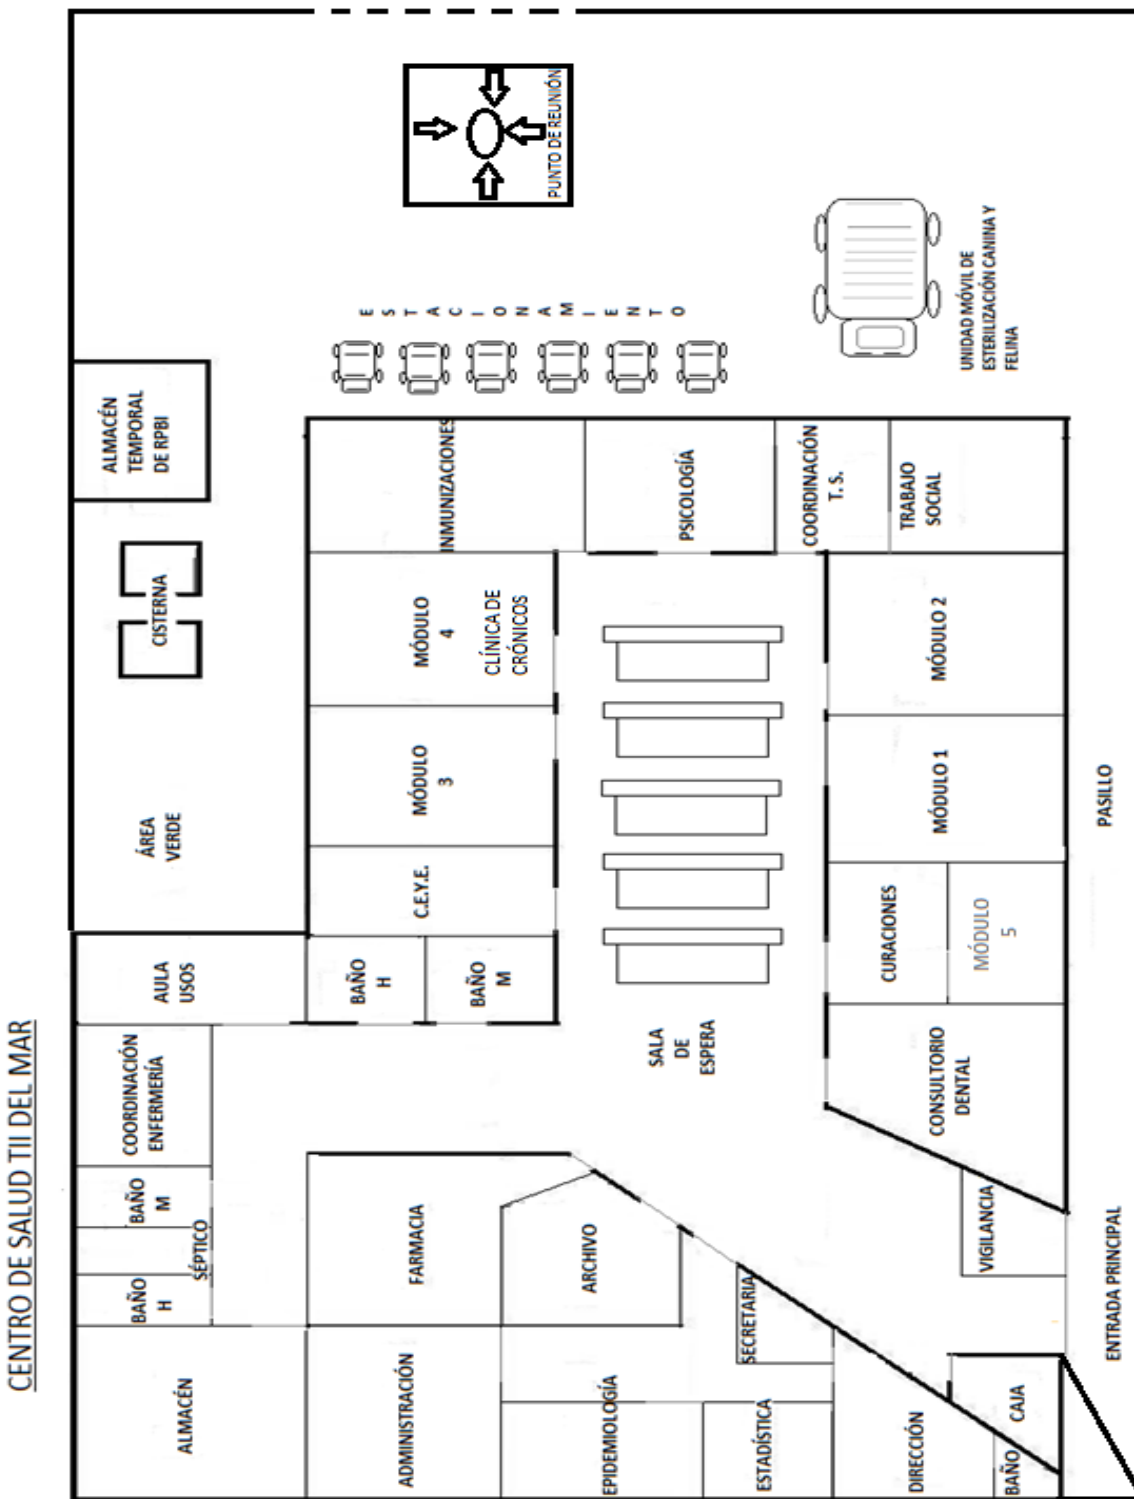 CENTRO DE SALUD TII DEL MAR
ALMACÉN
BAÑO
H
SÉPTICO
BAÑO
M
COORDINACIÓN
ENFERMERÍA
AULA
USOS
ÁREA
VERDE
CISTERNA
ALMACÉN
TEMPORAL
DE RPBI
ADMINISTRACIÓN
FARMACIA
BAÑO
H
BAÑO
M
C.E.Y.E.
MÓDULO
3
MÓDULO
4
CLÍNICA DE
CRÓNICOS
INMUNIZACIONES
ESTACIONAMIENTO
PUNTO DE REUNIÓN
EPIDEMIOLOGÍA
ARCHIVO
SALA
DE
ESPERA
PSICOLOGÍA
ESTADÍSTICA
SECRETARIA
COORDINACIÓN
T. S.
DIRECCIÓN
CONSULTORIO
DENTAL
CURACIONES
MÓDULO
5
MÓDULO 1
MÓDULO 2
TRABAJO
SOCIAL
UNIDAD MÓVIL DE
ESTERILIZACIÓN CANINA Y
FELINA
BAÑO
CAJA
VIGILANCIA
ENTRADA PRINCIPAL
PASILLO